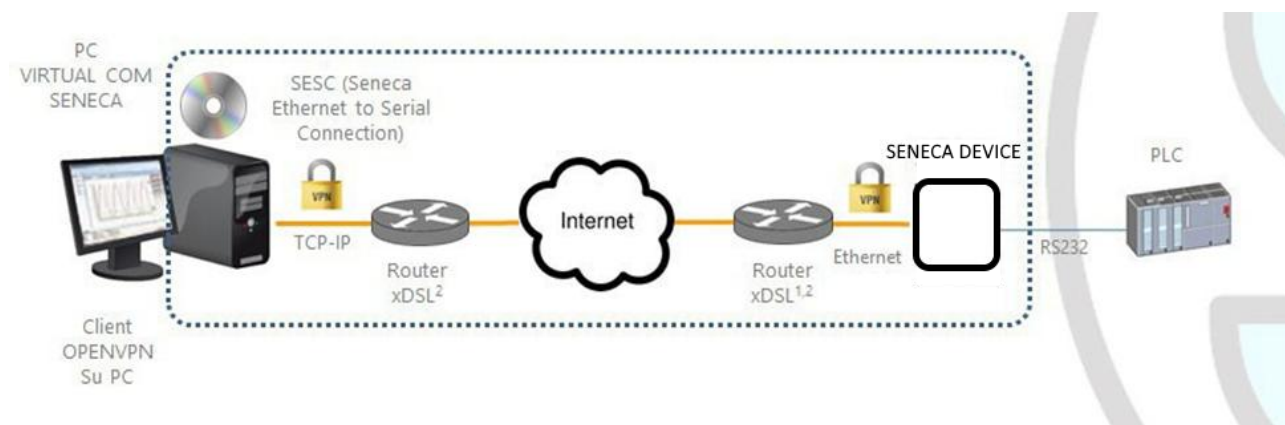 PC
VIRTUAL COM
SENECA
SESC (Seneca
Ethernet to Serial
Connection)
VPN
TCP-IP
Router
xDSL²
Internet
Router
xDSL¹,²
VPN
Ethernet
SENECA DEVICE
RS232
PLC
Client
OPENVPN
Su PC